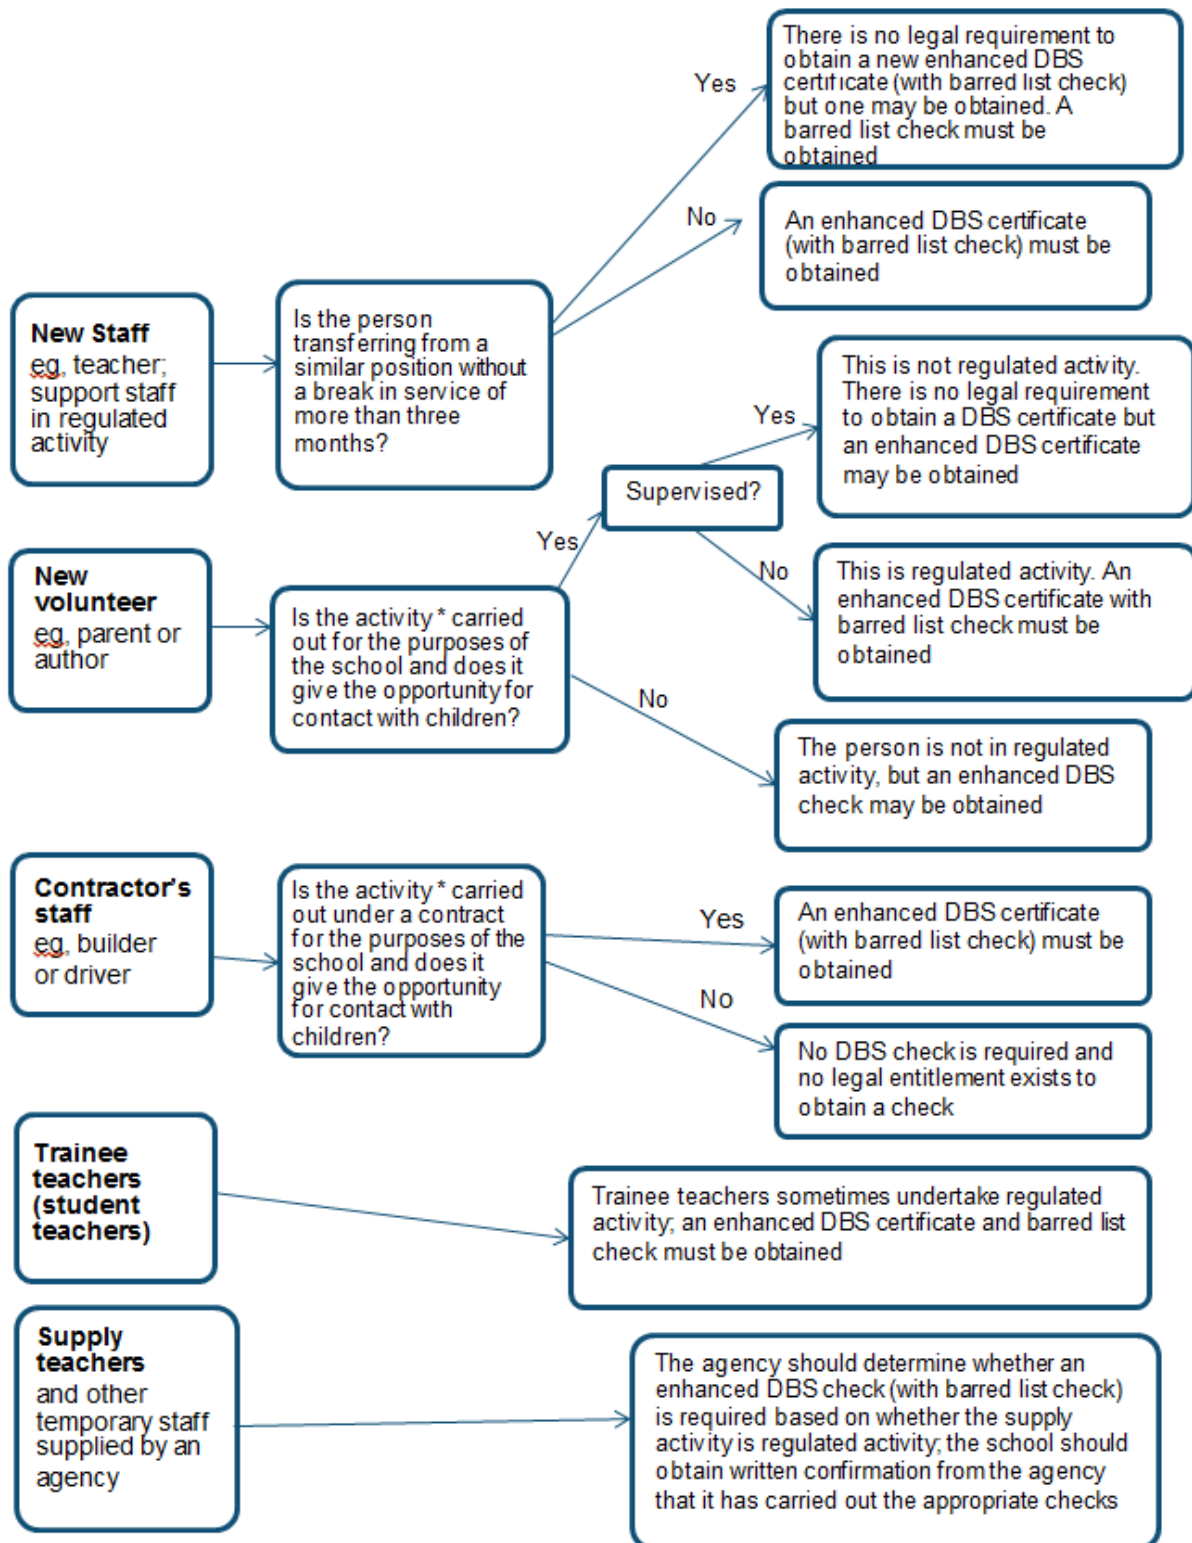 There is no legal requirement to
obtain a new enhanced DBS
certificate (with barred list check)
but one may be obtained. A
barred list check must be
obtained
Yes
No
An enhanced DBS certificate
(with barred list check) must be
obtained
New Staff
eg, teacher;
support staff
in regulated
activity
Is the person
transferring from a
similar position without
a break in service of
more than three
months?
This is not regulated activity.
There is no legal requirement
to obtain a DBS certificate but
an enhanced DBS certificate
may be obtained
Yes
Supervised?
Yes
No
This is regulated activity. An
enhanced DBS certificate with
barred list check must be
obtained
New
volunteer
eg, parent or
author
Is the activity * carried
out for the purposes of
the school and does it
give the opportunity for
contact with children?
No
The person is not in regulated
activity, but an enhanced DBS
check may be obtained
Contractor's
staff
eg, builder
or driver
Is the activity * carried
out under a contract
for the purposes of the
school and does it
give the opportunity
for contact with
children?
Yes
An enhanced DBS certificate
(with barred list check) must be
obtained
No
No DBS check is required and
no legal entitlement exists to
obtain a check
Trainee
teachers
(student
teachers)
Trainee teachers sometimes undertake regulated
activity; an enhanced DBS certificate and barred list
check must be obtained
Supply
teachers
and other
temporary staff
supplied by an
agency
The agency should determine whether an
enhanced DBS check (with barred list check)
is required based on whether the supply
activity is regulated activity; the school should
obtain written confirmation from the agency
that it has carried out the appropriate checks